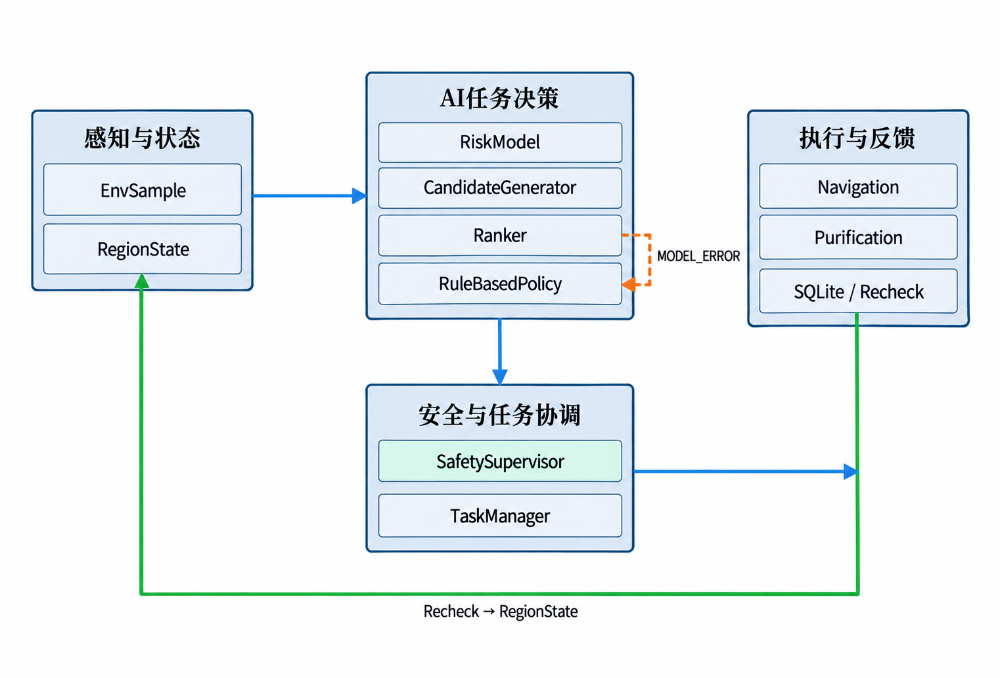 感知与状态
EnvSample
RegionState
AI任务决策
RiskModel
CandidateGenerator
Ranker
RuleBasedPolicy
MODEL_ERROR
安全与任务协调
SafetySupervisor
TaskManager
执行与反馈
Navigation
Purification
SQLite / Recheck
Recheck → RegionState